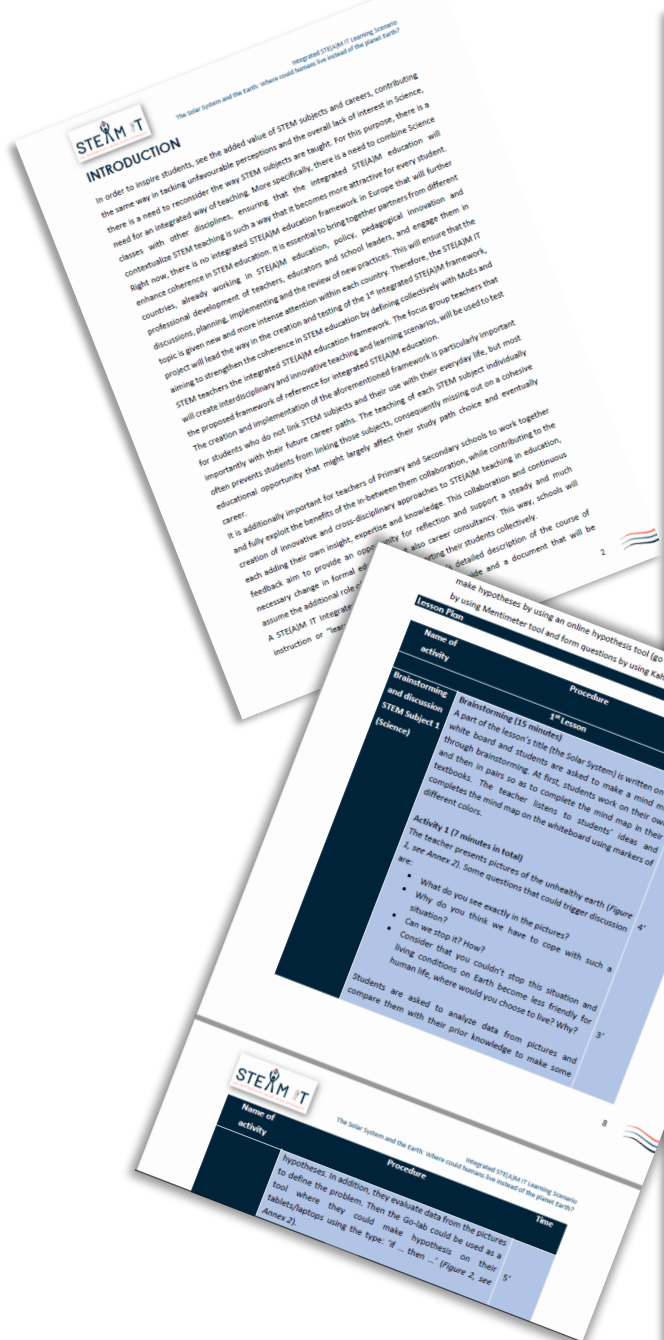 Integrated STE(A)M IT Learning Scenario
The Solar System and the Earth: Where could humans live instead of the planet Earth?
STEAM IT
INTRODUCTION
In order to inspire students, see the added value of STEM subjects and careers, contributing
the same way in tacking unfavourable perceptions and the overall lack of interest in Science,
there is a need to reconsider the way STEM subjects are taught. For this purpose, there is a
need for an integrated way of teaching. More specifically, there is a need to combine Science
classes with other disciplines, ensuring that the integrated STE(A)M education will
contextualize STEM teaching is such a way that it becomes more attractive for every student.
Right now, there is no integrated STE(A)M education framework in Europe that will further
enhance coherence in STEM education. It is essential to bring together partners from different
countries, already working in STE(A)M education, policy, pedagogical innovation and
professional development of teachers, educators and school leaders, and engage them in
discussions, planning, implementing and the review of new practices. This will ensure that the
topic is given new and more intense attention within each country. Therefore, the STE(A)M IT
project will lead the way in the creation and testing of the 1st Integrated STE(A)M framework,
aiming to strengthen the coherence in STEM education by defining collectively with MoEs and
STEM teachers the integrated STE(A)M education framework. The focus group teachers that
will create interdisciplinary and innovative teaching and learning scenarios, will be used to test
the proposed framework of reference for integrated STE(A)M education.
The creation and implementation of the aforementioned framework is particularly important
for students who do not link STEM subjects and their use with their everyday life, but most
importantly with their future career paths. The teaching of each STEM subject individually
often prevents students from linking those subjects, consequently missing out on a cohesive
educational opportunity that might largely affect their study path choice and eventually
career.
It is additionally important for teachers of Primary and Secondary schools to work together
and fully exploit the benefits of the in-between them collaboration, while contributing to the
creation of innovative and cross-disciplinary approaches to STE(A)M teaching in education,
each adding their own insight, expertise and knowledge. This collaboration and continuous
feedback aim to provide an opportunity for reflection and support a steady and much
necessary change in formal also career consultancy. This way, schools will
assume the additional role their students collectively.
A STE(A)M IT Integrate detailed description of the course of
instruction or "lear and a document that will be
2
make hypotheses by using an online hypothesis tool (go
by using Mentimeter tool and form questions by using Kah
Lesson Plan
Name of
activity
Procedure
1st Lesson
Brainstorming
and discussion
STEM Subject 1
(Science)
Brainstorming (15 minutes)
A part of the lesson's title (the Solar System) is written on
white board and students are asked to make a mind m
through brainstorming. At first, students work on their own
and then in pairs so as to complete the mind map in their
textbooks. The teacher listens to students' ideas and
completes the mind map on the whiteboard using markers of
different colors.
Activity 1 (7 minutes in total)
The teacher presents pictures of the unhealthy earth (Figure
1, see Annex 2). Some questions that could trigger discussion
are:
4'
• What do you see exactly in the pictures?
• Why do you think we have to cope with such a
situation?
• Can we stop it? How?
• Consider that you couldn't stop this situation and
living conditions on Earth become less friendly for
human life, where would you choose to live? Why?
3'
Students are asked to analyze data from pictures and
compare them with their prior knowledge to make some
8
STEAM IT
Integrated STE(A)M IT Learning Scenario
The Solar System and the Earth: Where could humans live instead of the planet Earth?
Name of
activity
Procedure
Time
hypotheses. In addition, they evaluate data from the pictures
to define the problem. Then the Go-lab could be used as a
tool where they could make hypothesis on their
tablets/laptops using the type: 'if ... then ...' (Figure 2, see
Annex 2).
5'